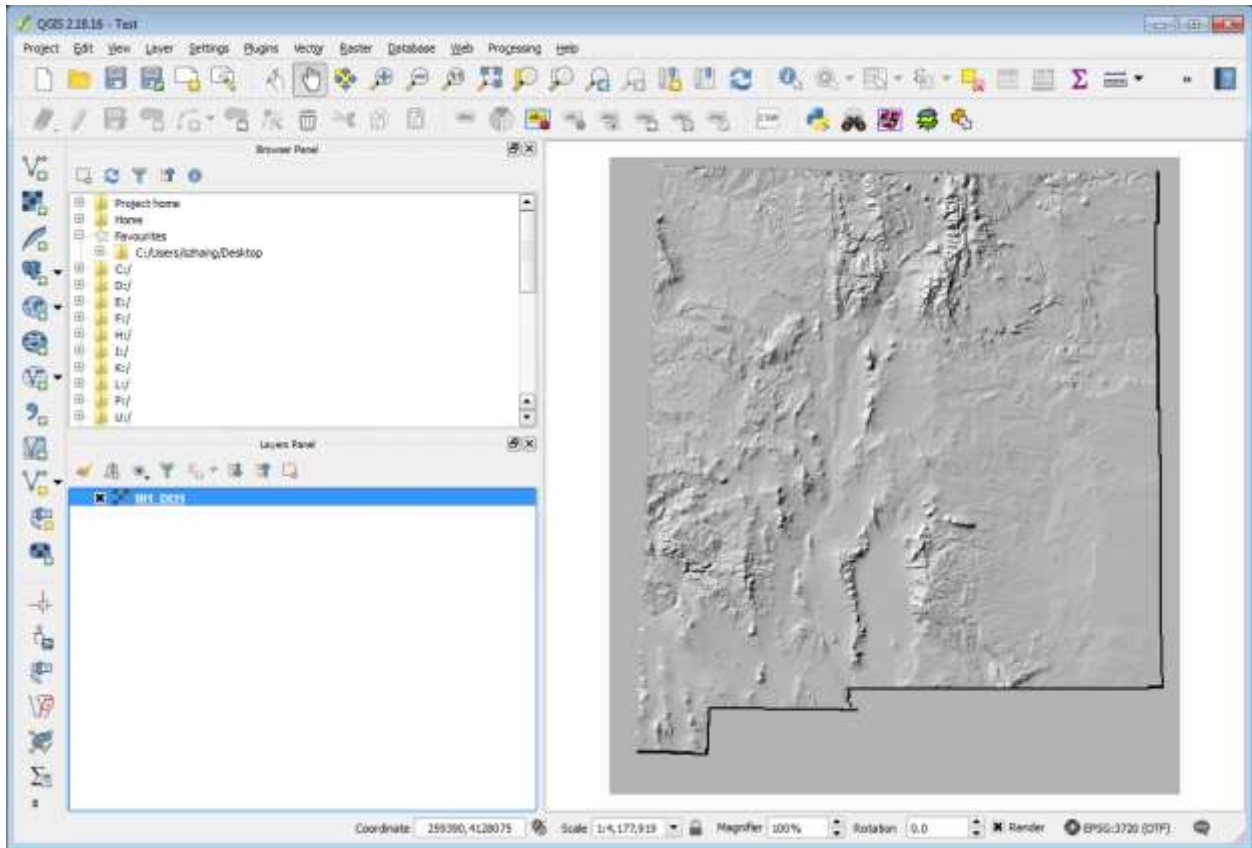 QGIS 2.18.16 - Test
Project Edit View Layer Settings Plugins Vector Raster Database Web Processing Help
Browser Panel
Project home
Home
Favourites
C:/Users/szhang/Desktop
C:/
D:/
E:/
F:/
H:/
I:/
K:/
L:/
P:/
U:/
Layers Panel
NM_DEM
Coordinate 259390,4128075 Scale 1:4,177,919 Magnifier 100% Rotation 0.0 Render EPSG:3720 (OTF)